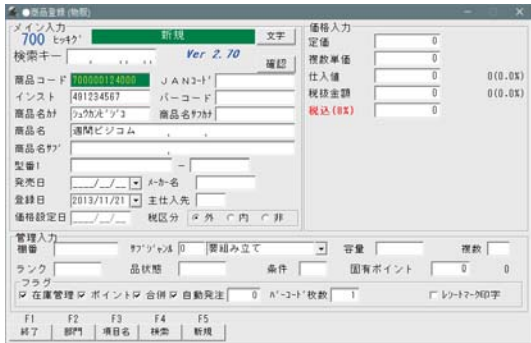 ●商品登録 (物販)
メイン入力
700 ヒッキグ 新規 文字
検索キー , , , , Ver 2.70 確認
商品コード 700000124000 JANコード
インスト 491234567 バーコード
商品名カナ シュウカンビジコ 商品名サブカナ
商品名 週間ビジコム , ,
商品名サブ ,
型番1 -
発売日 ____/__/__ メーカー名
登録日 2013/11/21 主仕入先
価格設定日 ____/__/__ 税区分 外 内 非
価格入力
定価 0
複数単価 0
仕入値 0 0(0.0%)
税抜金額 0 0(0.0%)
税込(8%) 0
管理入力
棚番 サブジャンル 0 要組み立て 容量 複数
ランク 品状態 条件 固有ポイント 0 0
フラグ
在庫管理 ポイント 合併 自動発注 0 バーコード枚数 1 レシートマーク印字
F1 F2 F3 F4 F5
終了 部門 項目名 検索 新規